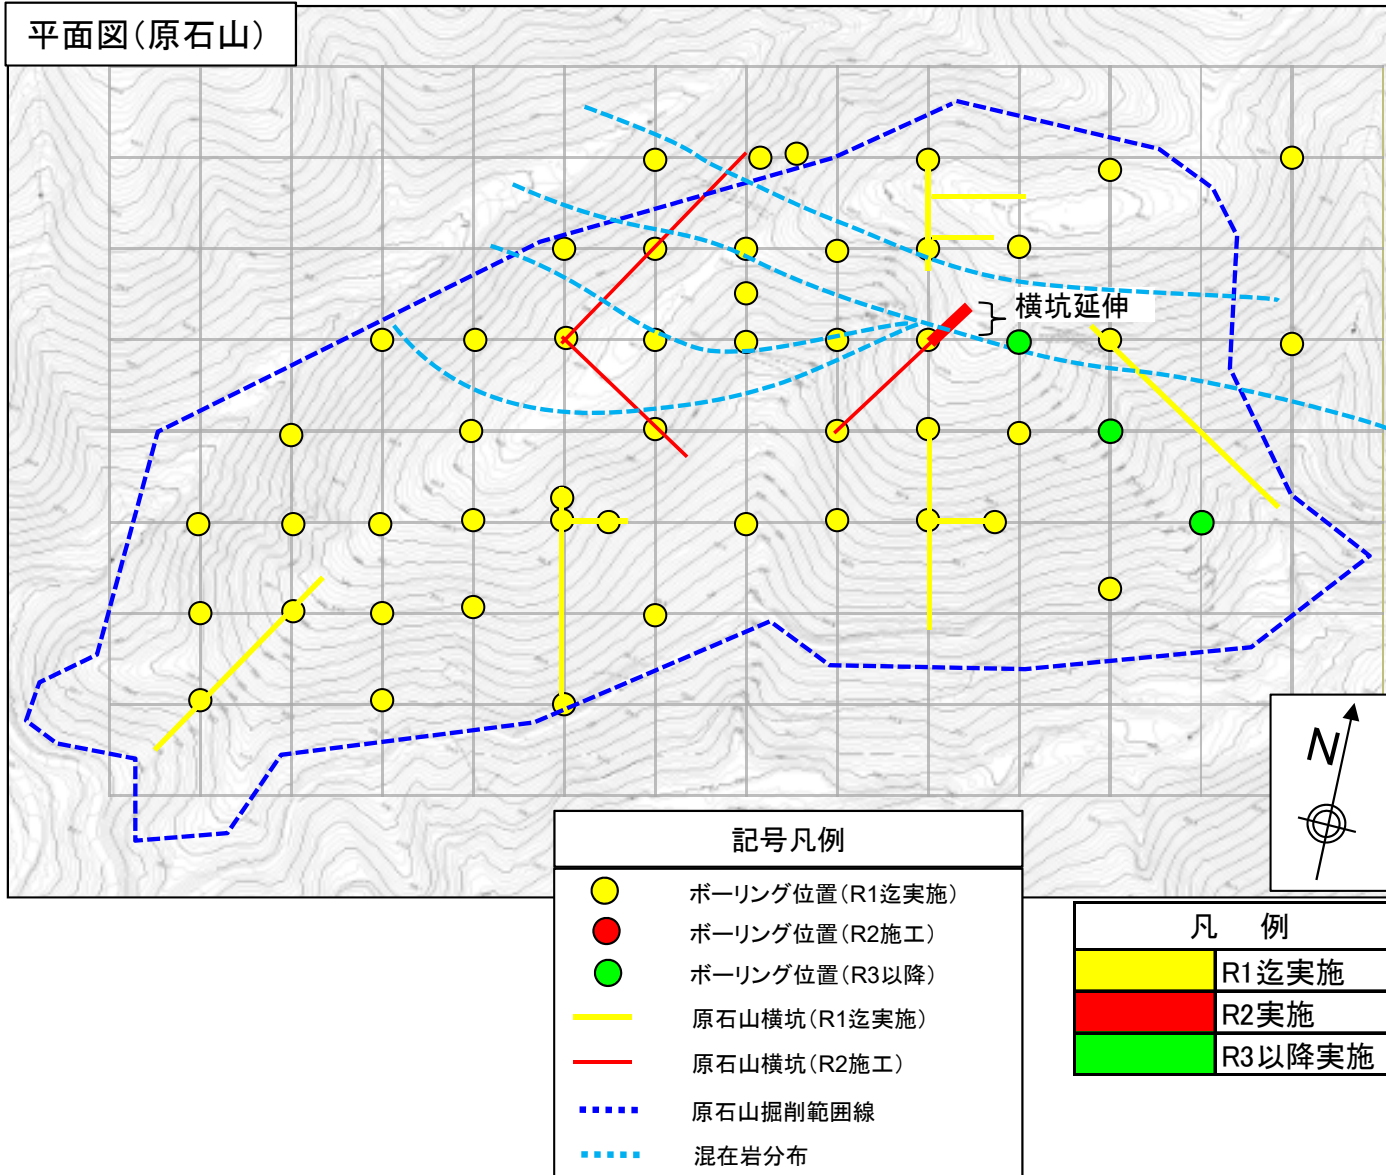 平面図(原石山)
横坑延伸
N
記号凡例
ボーリング位置(R1迄実施)
ボーリング位置(R2施工)
ボーリング位置(R3以降)
原石山横坑(R1迄実施)
原石山横坑(R2施工)
原石山掘削範囲線
混在岩分布
凡 例
R1迄実施
R2実施
R3以降実施